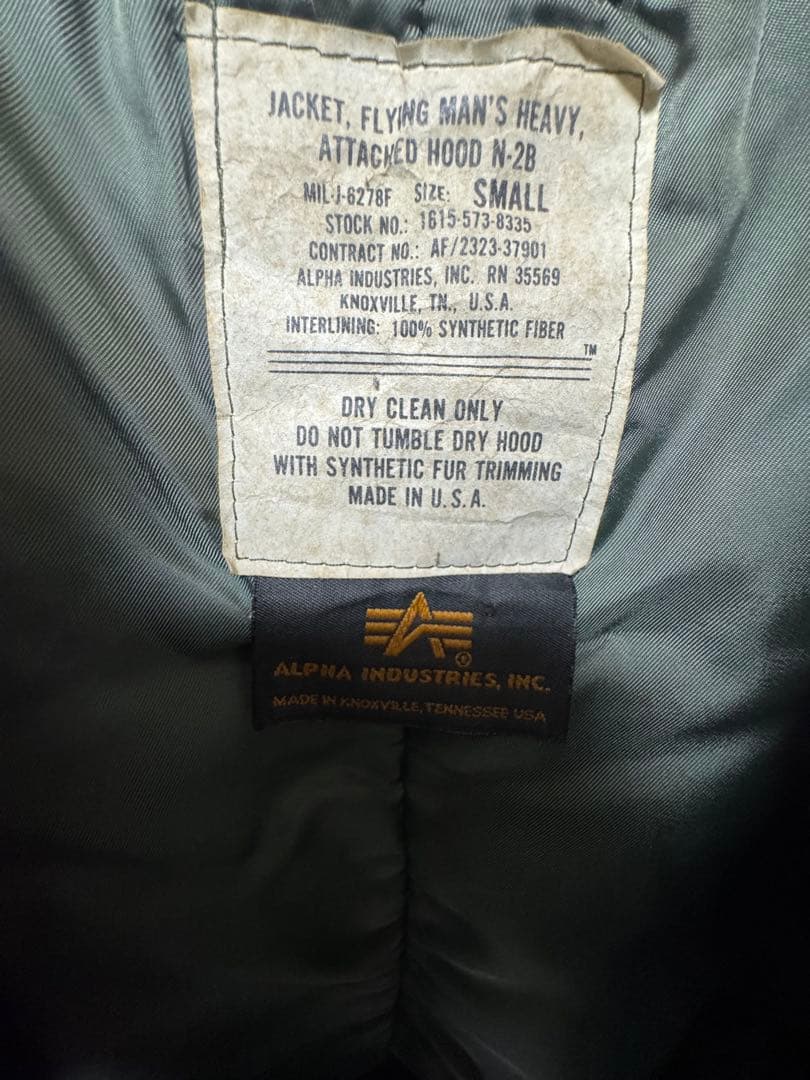 JACKET, FLYING MAN'S HEAVY,
ATTACHED HOOD N-2B
MIL-J-6278F SIZE: SMALL
STOCK NO.: 1615-573-8335
CONTRACT NO.: AF/2323-37901
ALPHA INDUSTRIES, INC. RN 35569
KNOXVILLE, TN., U.S.A.
INTERLINING: 100% SYNTHETIC FIBER
TM
DRY CLEAN ONLY
DO NOT TUMBLE DRY HOOD
WITH SYNTHETIC FUR TRIMMING
MADE IN U.S.A.
®
ALPHA INDUSTRIES, INC.
MADE IN KNOXVILLE, TENNESSEE USA